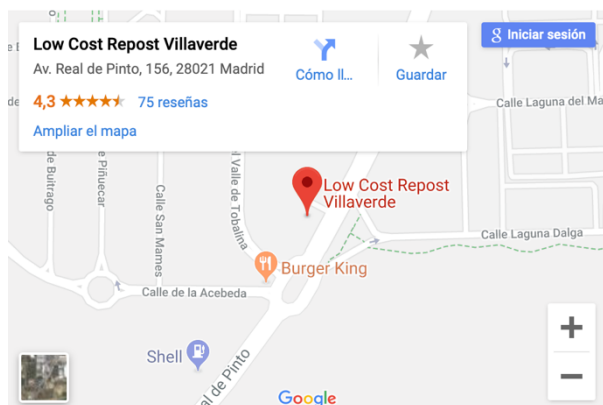 Low Cost Repost Villaverde
Av. Real de Pinto, 156, 28021 Madrid
4,3
75 reseñas
Ampliar el mapa
Cómo ll...
Guardar
g Iniciar sesión
Calle Laguna del Ma
de Buitrago
e Piñuecar
Calle San Mames
l Valle de Tobalina
Low Cost Repost
Villaverde
Calle Laguna Dalga
Burger King
Calle de la Acebeda
Shell
al de Pinto
+
−
Google